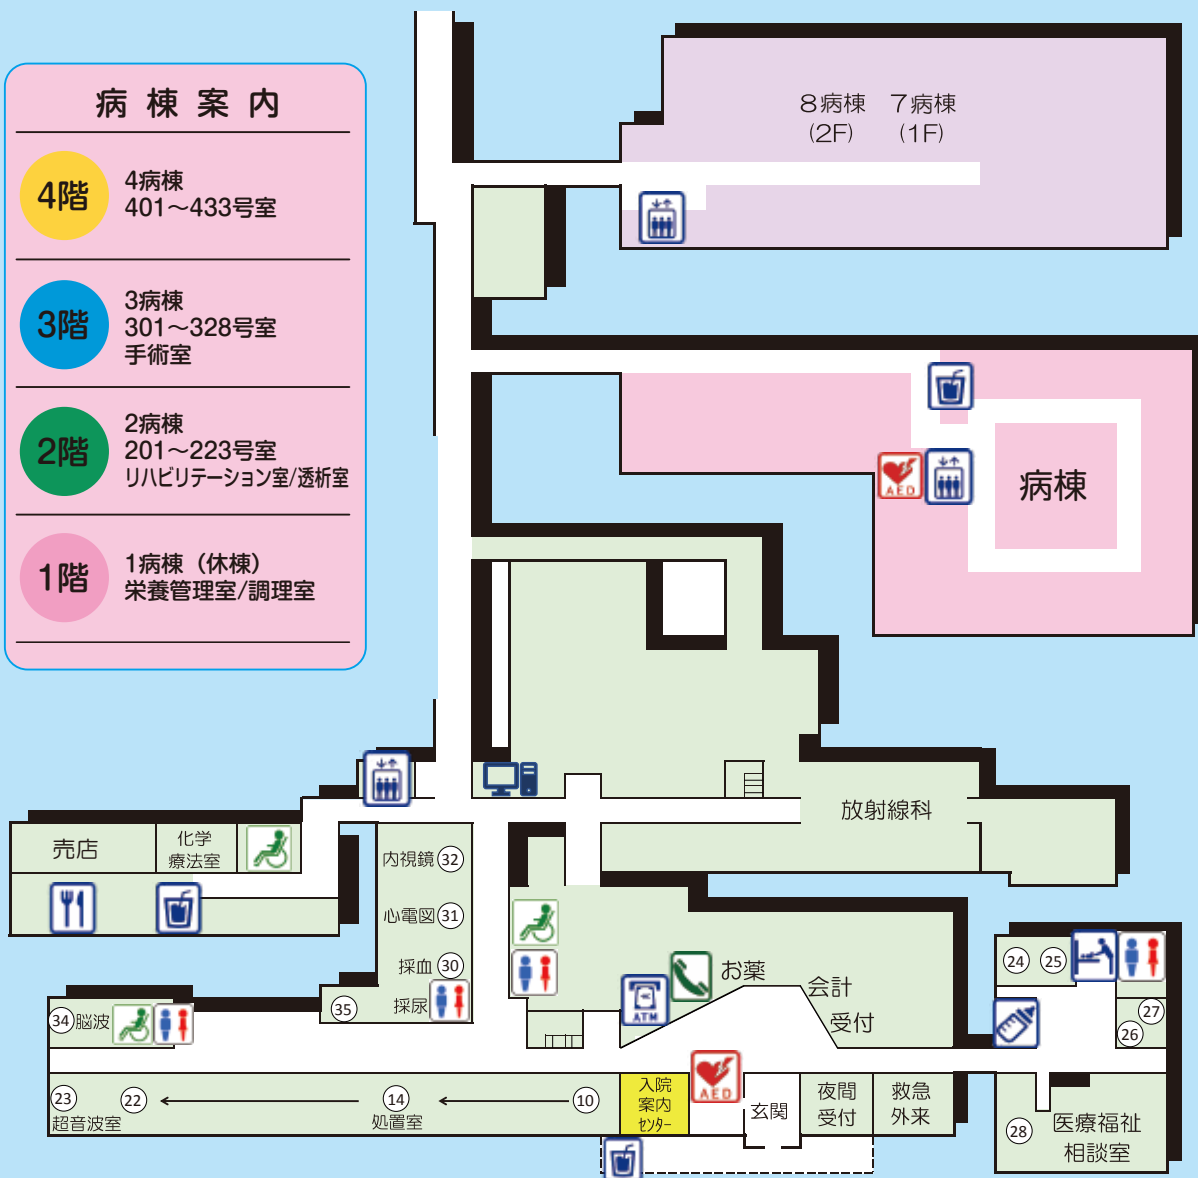 病棟案内
4階
4病棟
401～433号室
3階
3病棟
301～328号室
手術室
2階
2病棟
201～223号室
リハビリテーション室/透析室
1階
1病棟（休棟）
栄養管理室/調理室
8病棟 7病棟
(2F) (1F)
AED
病棟
放射線科
売店
化学
療法室
内視鏡 32
心電図 31
採血 30
採尿
35
34 脳波
ATM
お薬
会計
受付
24 25
27
26
23
超音波室
22
14
処置室
10
入院
案内
センター
AED
玄関
夜間
受付
救急
外来
28
医療福祉
相談室